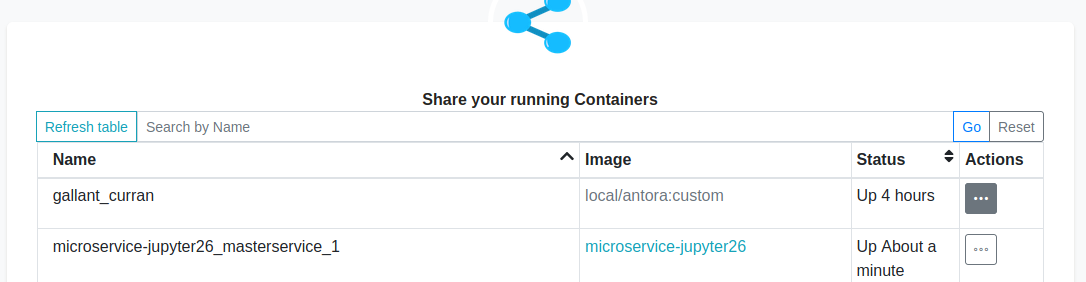 Share your running Containers
Refresh table Search by Name Go Reset
Name Image Status Actions
gallant_curran local/antora:custom Up 4 hours
microservice-jupyter26_masterservice_1 microservice-jupyter26 Up About a
minute